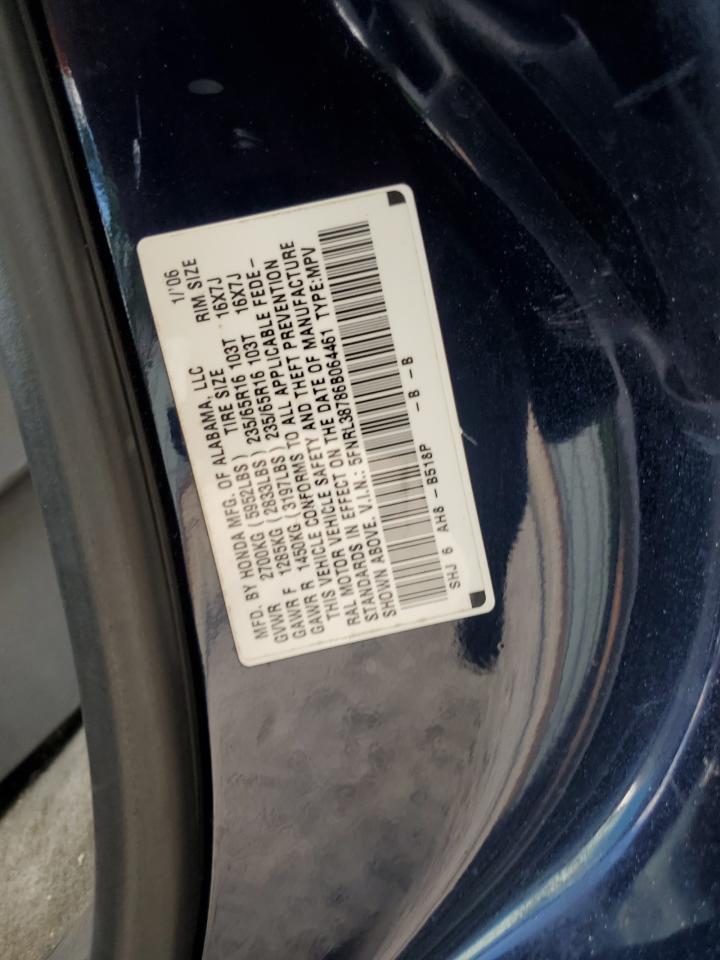 MFD. BY HONDA MFG. OF ALABAMA, LLC 1/'06
GVWR 2700KG (5952LBS) TIRE SIZE RIM SIZE
GAWR F 1285KG (2833LBS) 235/65R16 103T 16X7J
GAWR R 1450KG (3197LBS) 235/65R16 103T 16X7J
THIS VEHICLE CONFORMS TO ALL APPLICABLE FEDE-
RAL MOTOR VEHICLE SAFETY AND THEFT PREVENTION
STANDARDS IN EFFECT ON THE DATE OF MANUFACTURE
SHOWN ABOVE. V.I.N.: 5FNRL38786B064461 TYPE:MPV
SHJ 6 AH8 - B518P - B - B